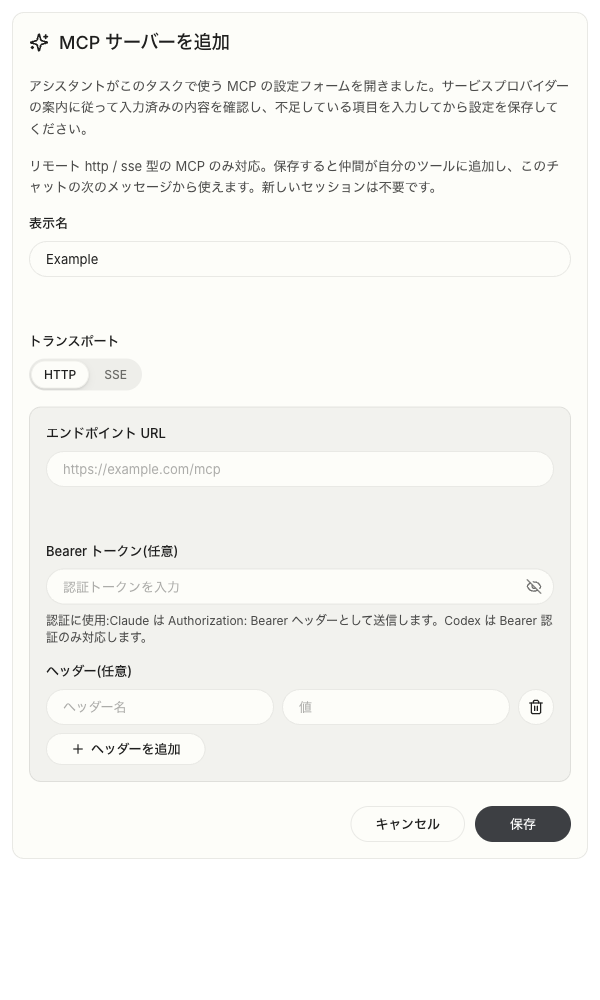 MCP サーバーを追加
アシスタントがこのタスクで使う MCP の設定フォームを開きました。サービスプロバイダー
の案内に従って入力済みの内容を確認し、不足している項目を入力してから設定を保存して
ください。
リモート http / sse 型の MCP のみ対応。保存すると仲間が自分のツールに追加し、このチ
ャットの次のメッセージから使えます。新しいセッションは不要です。
表示名
Example
トランスポート
HTTP SSE
エンドポイント URL
https://example.com/mcp
Bearer トークン(任意)
認証トークンを入力
認証に使用:Claude は Authorization: Bearer ヘッダーとして送信します。Codex は Bearer 認
証のみ対応します。
ヘッダー(任意)
ヘッダー名 値
ヘッダーを追加
キャンセル 保存